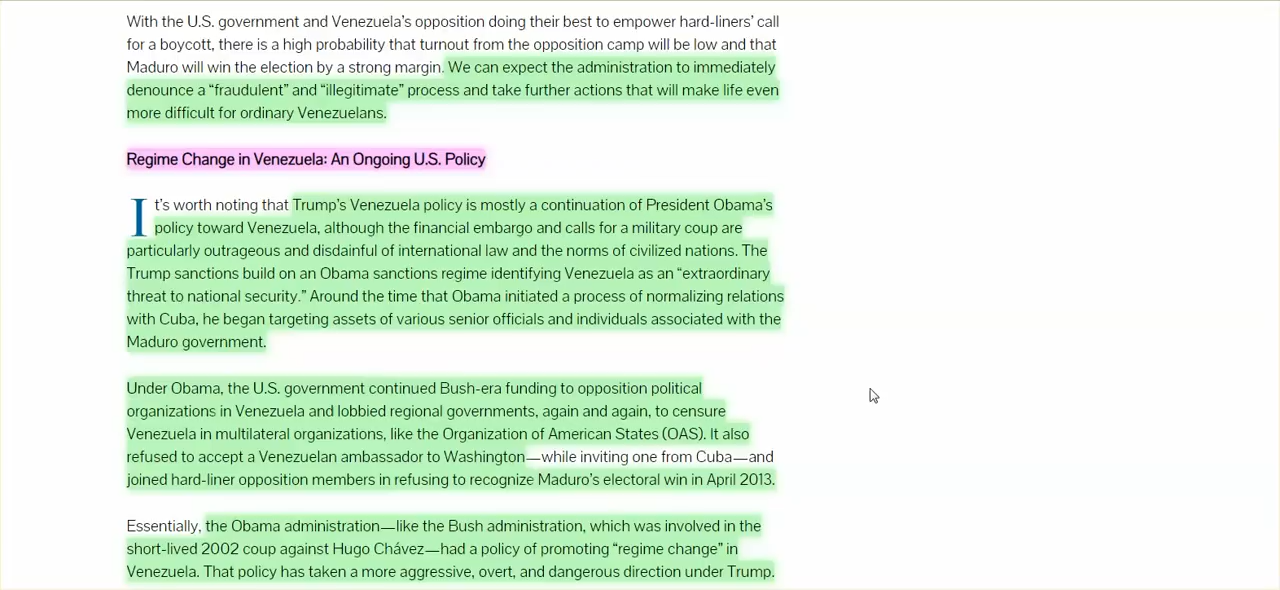 With the U.S. government and Venezuela’s opposition doing their best to empower hard-liners’ call
for a boycott, there is a high probability that turnout from the opposition camp will be low and that
Maduro will win the election by a strong margin. We can expect the administration to immediately
denounce a “fraudulent” and “illegitimate” process and take further actions that will make life even
more difficult for ordinary Venezuelans.
Regime Change in Venezuela: An Ongoing U.S. Policy
It’s worth noting that Trump’s Venezuela policy is mostly a continuation of President Obama’s
policy toward Venezuela, although the financial embargo and calls for a military coup are
particularly outrageous and disdainful of international law and the norms of civilized nations. The
Trump sanctions build on an Obama sanctions regime identifying Venezuela as an “extraordinary
threat to national security.” Around the time that Obama initiated a process of normalizing relations
with Cuba, he began targeting assets of various senior officials and individuals associated with the
Maduro government.
Under Obama, the U.S. government continued Bush-era funding to opposition political
organizations in Venezuela and lobbied regional governments, again and again, to censure
Venezuela in multilateral organizations, like the Organization of American States (OAS). It also
refused to accept a Venezuelan ambassador to Washington—while inviting one from Cuba—and
joined hard-liner opposition members in refusing to recognize Maduro’s electoral win in April 2013.
Essentially, the Obama administration—like the Bush administration, which was involved in the
short-lived 2002 coup against Hugo Chávez—had a policy of promoting “regime change” in
Venezuela. That policy has taken a more aggressive, overt, and dangerous direction under Trump.